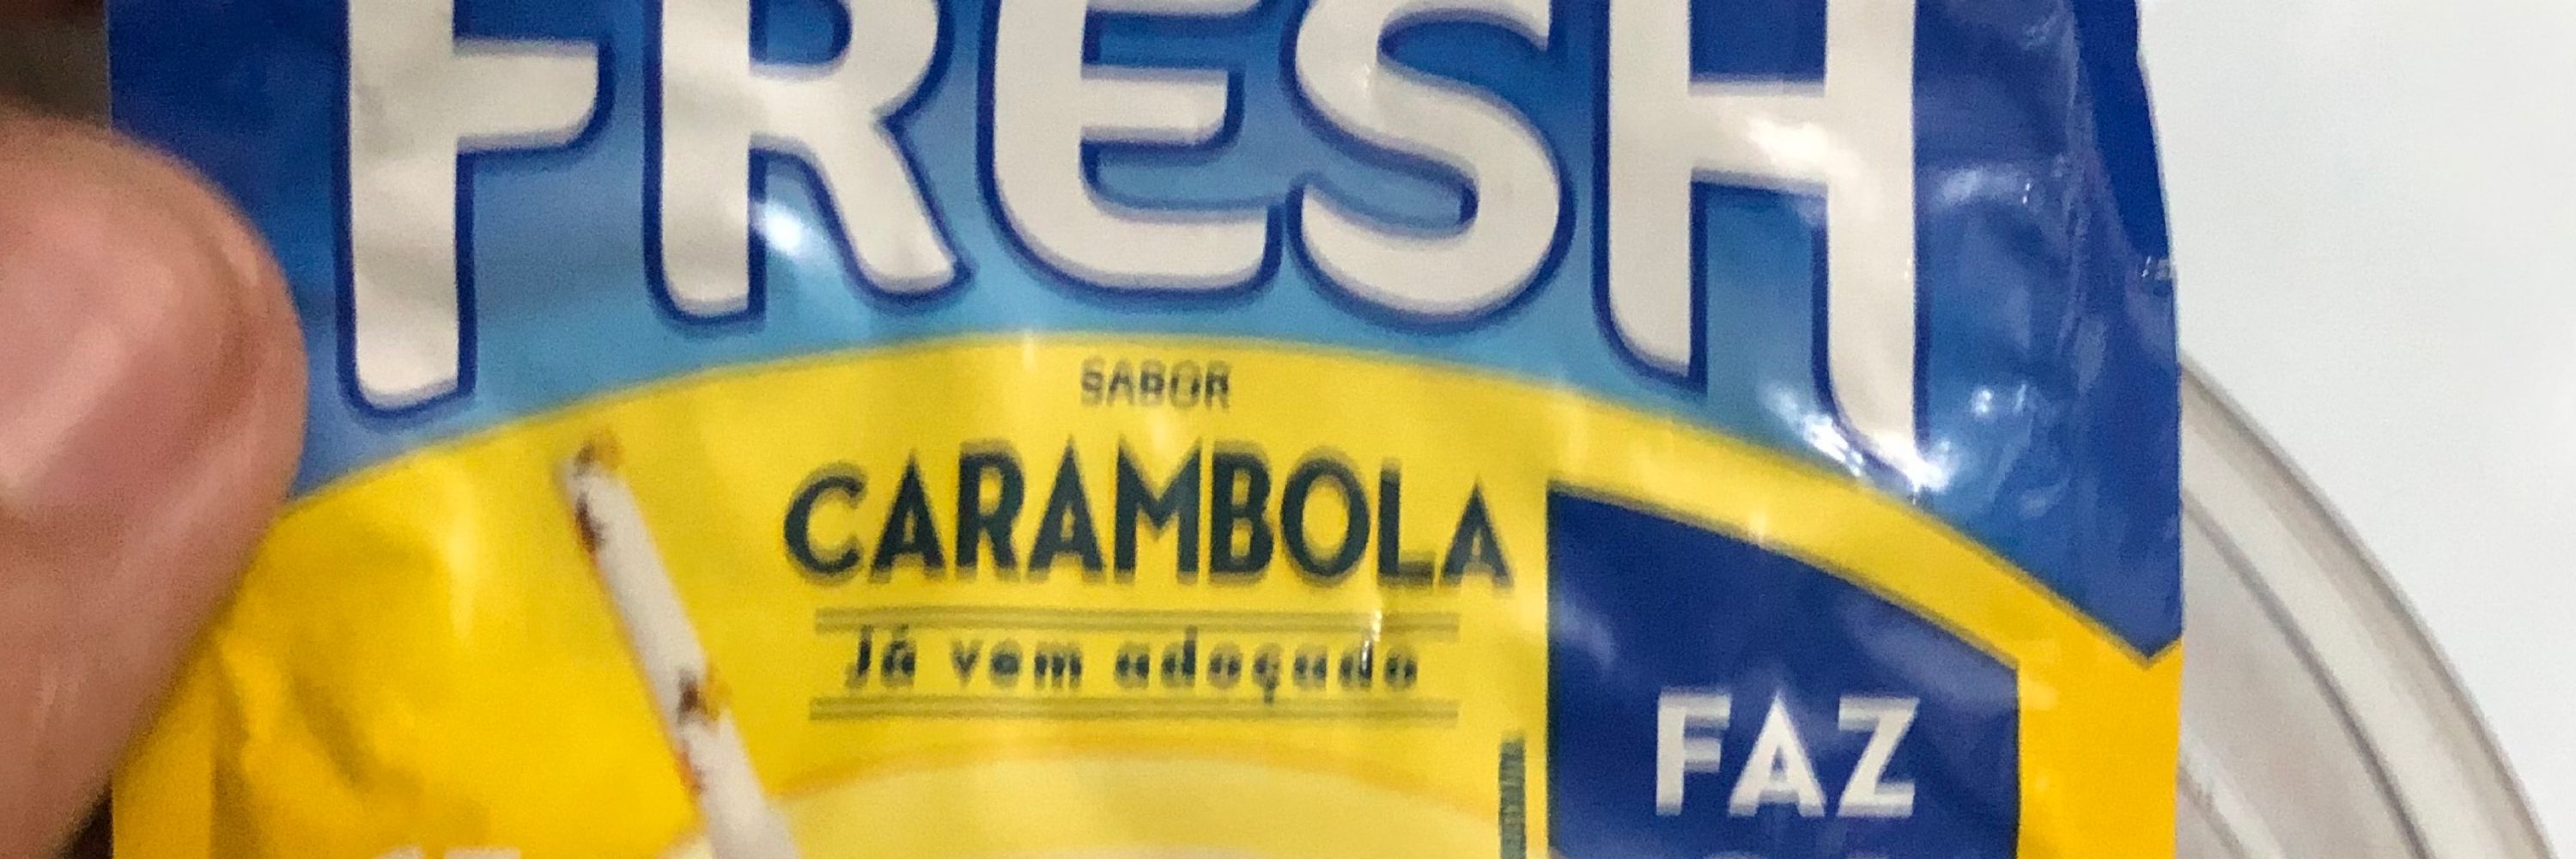 FRESH
SABOR
CARAMBOLA
Já vem adoçado
FAZ